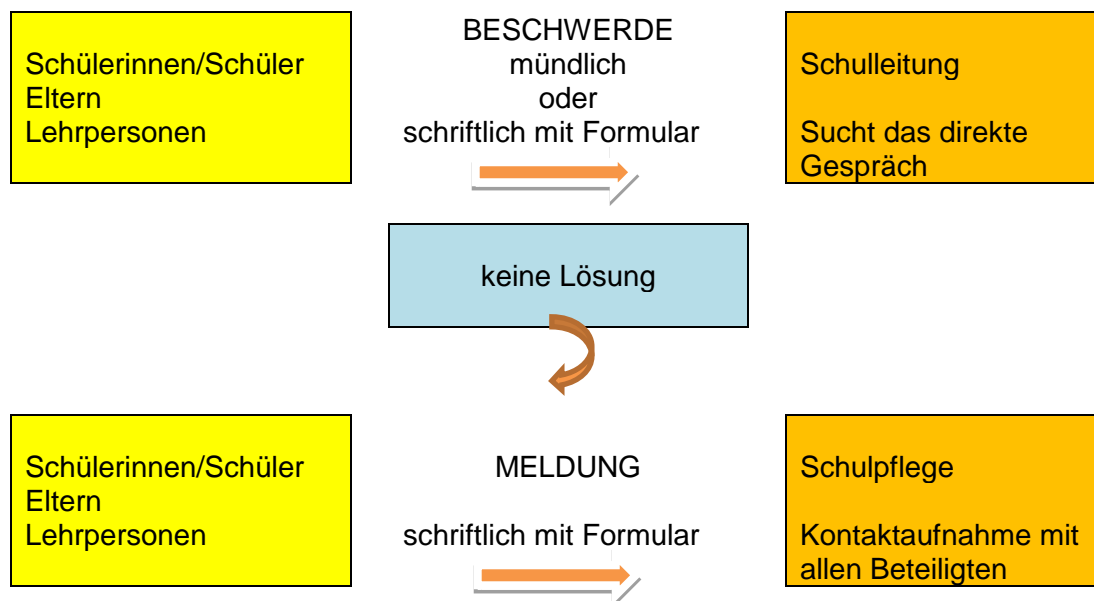 Schülerinnen/Schüler
Eltern
Lehrpersonen
BESCHWERDE
mündlich
oder
schriftlich mit Formular
Schulleitung
Sucht das direkte
Gespräch
keine Lösung
Schülerinnen/Schüler
Eltern
Lehrpersonen
MELDUNG
schriftlich mit Formular
Schulpflege
Kontaktaufnahme mit
allen Beteiligten